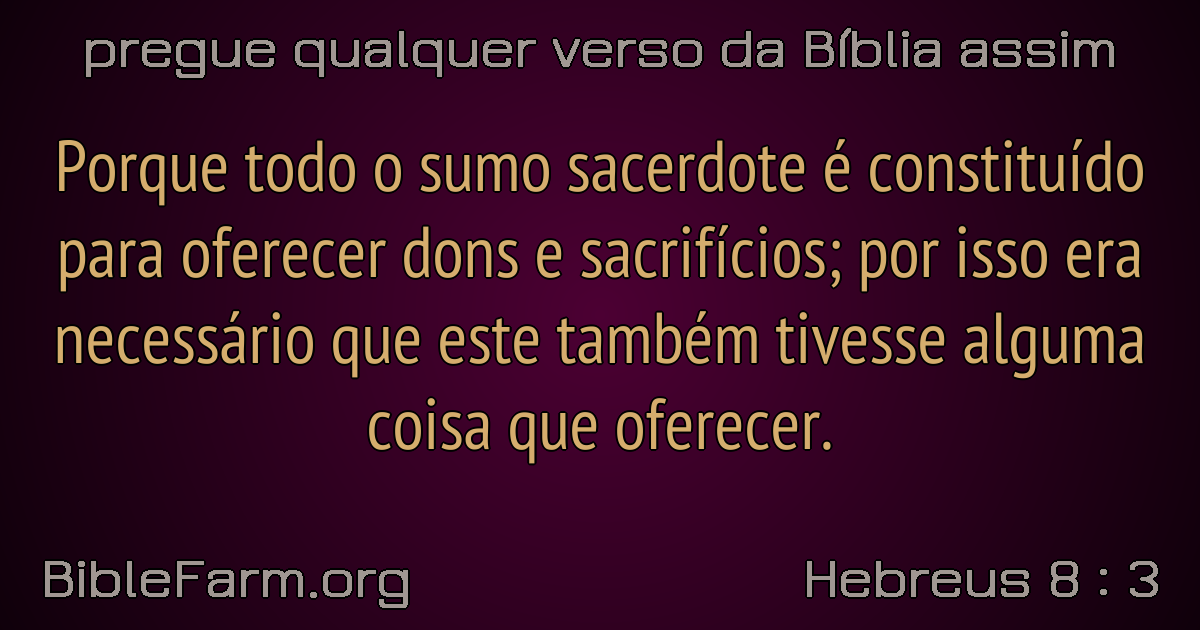 pregue qualquer verso da Bíblia assim
Porque todo o sumo sacerdote é constituído
para oferecer dons e sacrifícios; por isso era
necessário que este também tivesse alguma
coisa que oferecer.
BibleFarm.org
Hebreus 8 : 3